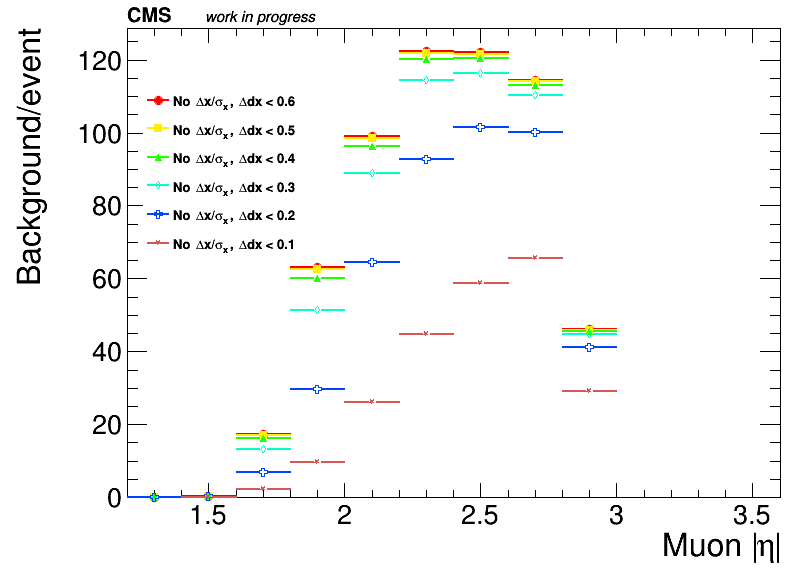 CMS work in progress
Background/event
120
100
80
60
40
20
0
No Δx/σx, Δdx < 0.6
No Δx/σx, Δdx < 0.5
No Δx/σx, Δdx < 0.4
No Δx/σx, Δdx < 0.3
No Δx/σx, Δdx < 0.2
No Δx/σx, Δdx < 0.1
1.5 2 2.5 3 3.5
Muon |η|